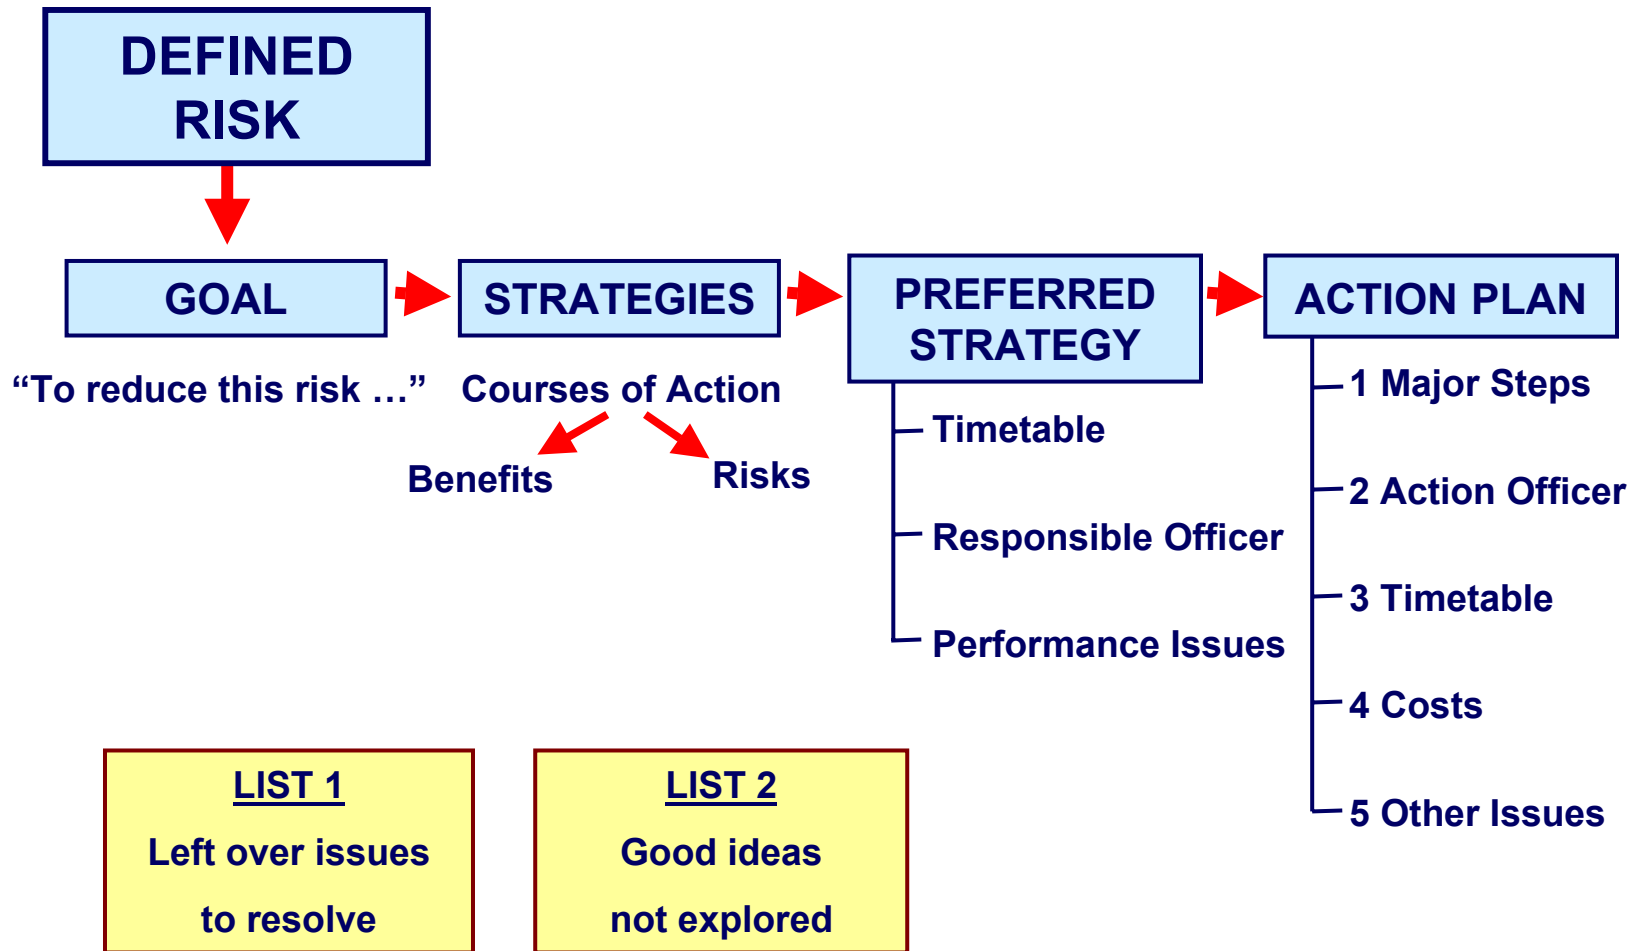 DEFINED
RISK
GOAL
“To reduce this risk …”
STRATEGIES
Courses of Action
Benefits
Risks
PREFERRED
STRATEGY
Timetable
Responsible Officer
Performance Issues
ACTION PLAN
1 Major Steps
2 Action Officer
3 Timetable
4 Costs
5 Other Issues
LIST 1
Left over issues
to resolve
LIST 2
Good ideas
not explored